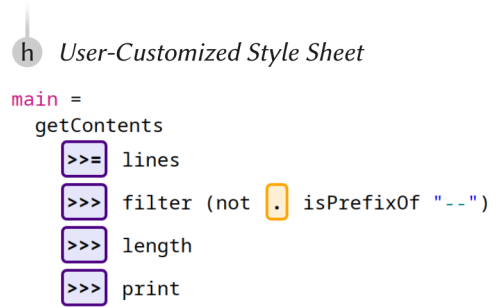 h User-Customized Style Sheet
main =
  getContents
    >>= lines
    >>> filter (not . isPrefixOf "--")
    >>> length
    >>> print